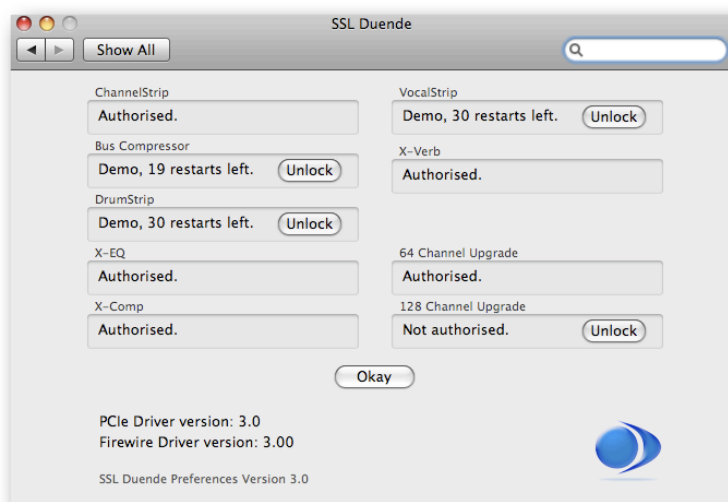 SSL Duende
Show All
ChannelStrip
Authorised.
VocalStrip
Demo, 30 restarts left. Unlock
Bus Compressor
Demo, 19 restarts left. Unlock
X-Verb
Authorised.
DrumStrip
Demo, 30 restarts left. Unlock
X-EQ
Authorised.
64 Channel Upgrade
Authorised.
X-Comp
Authorised.
128 Channel Upgrade
Not authorised. Unlock
Okay
PCIe Driver version: 3.0
Firewire Driver version: 3.00
SSL Duende Preferences Version 3.0